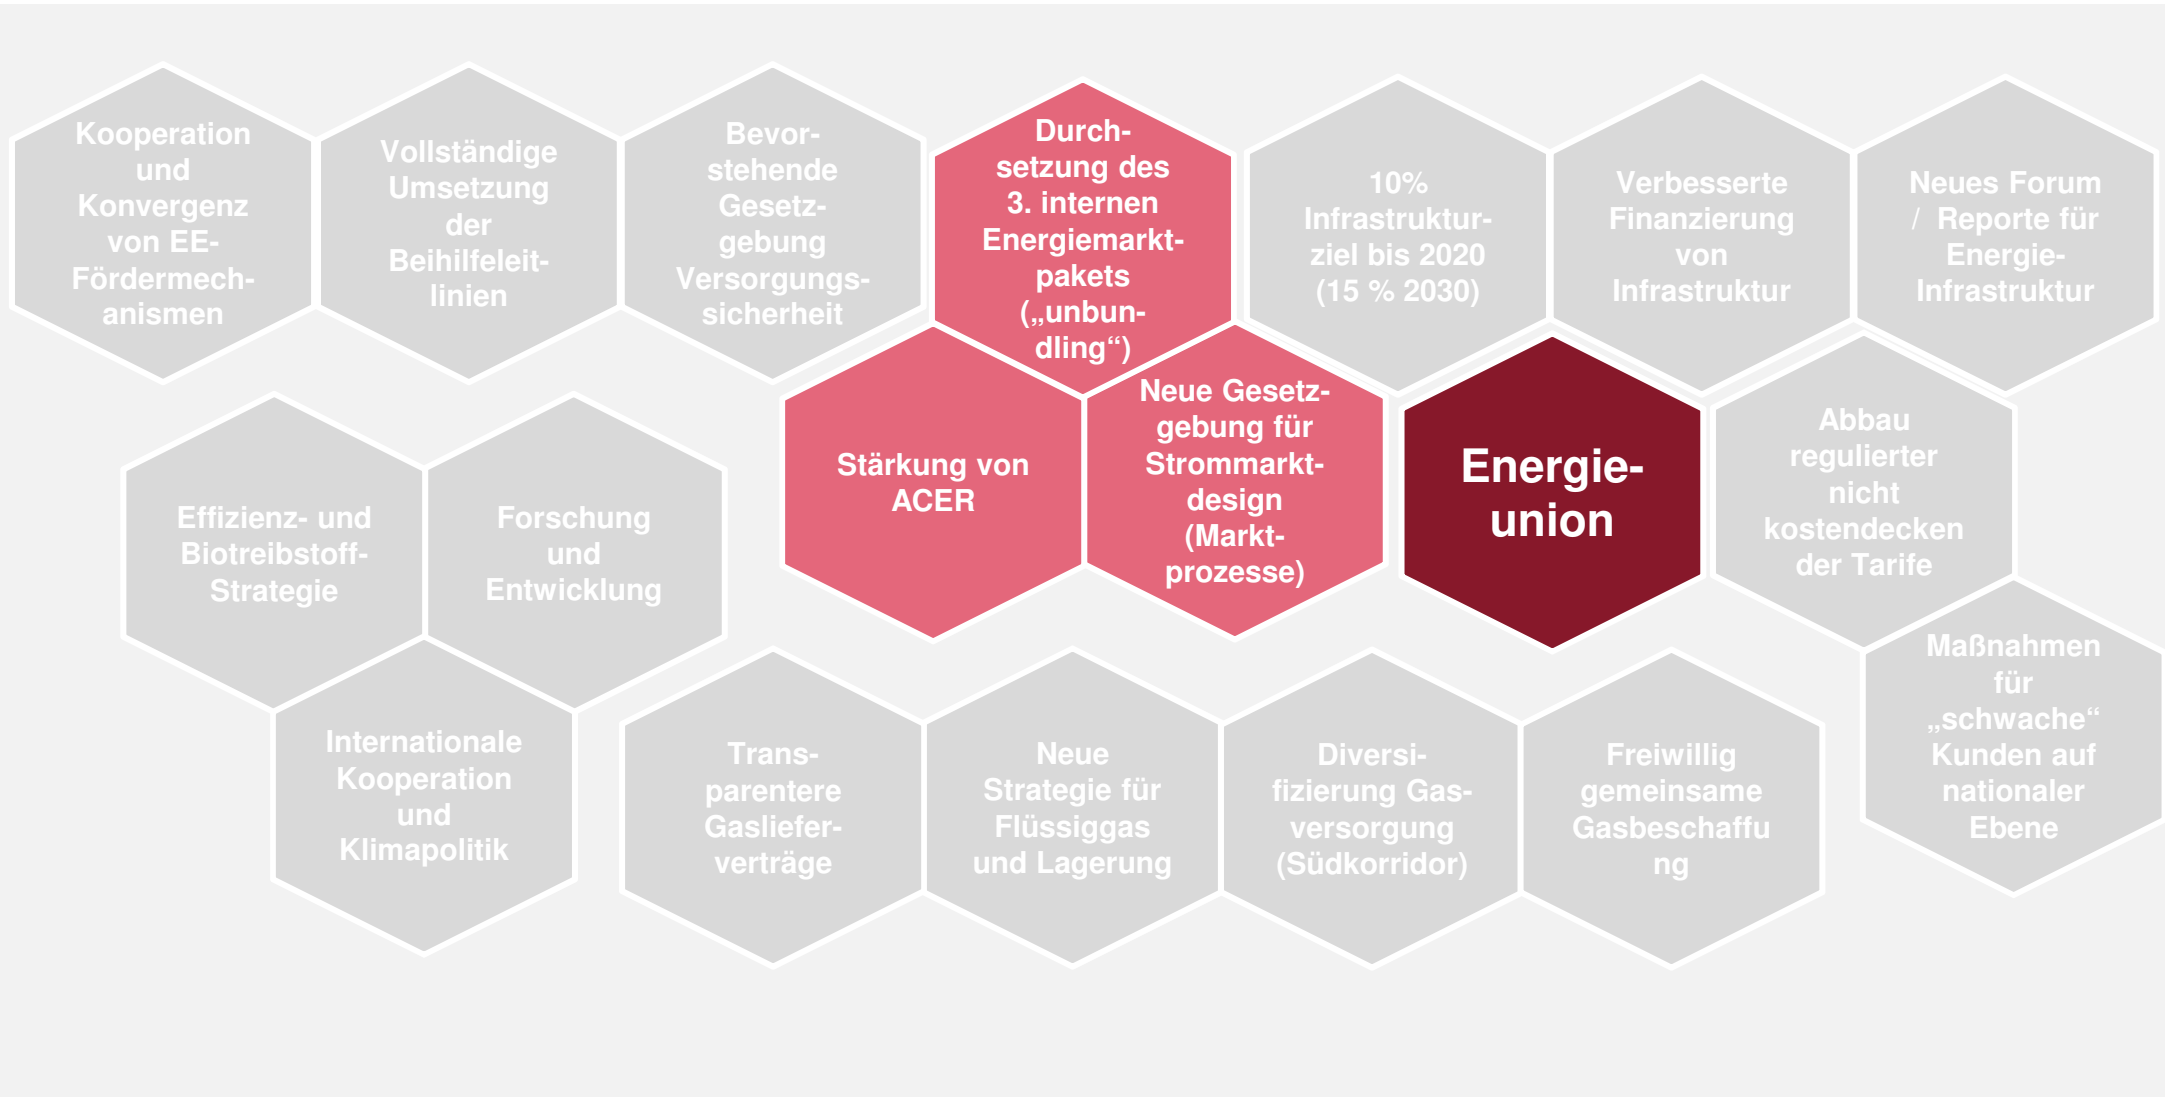 Kooperation
und
Konvergenz
von EE-
Fördermech-
anismen
Vollständige
Umsetzung
der
Beihilfeleit-
linien
Bevor-
stehende
Gesetz-
gebung
Versorgungs-
sicherheit
Durch-
setzung des
3. internen
Energiemarkt-
pakets
(„unbun-
dling“)
10%
Infrastruktur-
ziel bis 2020
(15 % 2030)
Verbesserte
Finanzierung
von
Infrastruktur
Neues Forum
/ Reporte für
Energie-
Infrastruktur
Effizienz- und
Biotreibstoff-
Strategie
Forschung
und
Entwicklung
Stärkung von
ACER
Neue Gesetz-
gebung für
Strommarkt-
design
(Markt-
prozesse)
Energie-
union
Abbau
regulierter
nicht
kostendecken
der Tarife
Internationale
Kooperation
und
Klimapolitik
Trans-
parentere
Gasliefer-
verträge
Neue
Strategie für
Flüssiggas
und Lagerung
Diversi-
fizierung Gas-
versorgung
(Südkorridor)
Freiwillig
gemeinsame
Gasbeschaffu
ng
Maßnahmen
für
„schwache“
Kunden auf
nationaler
Ebene